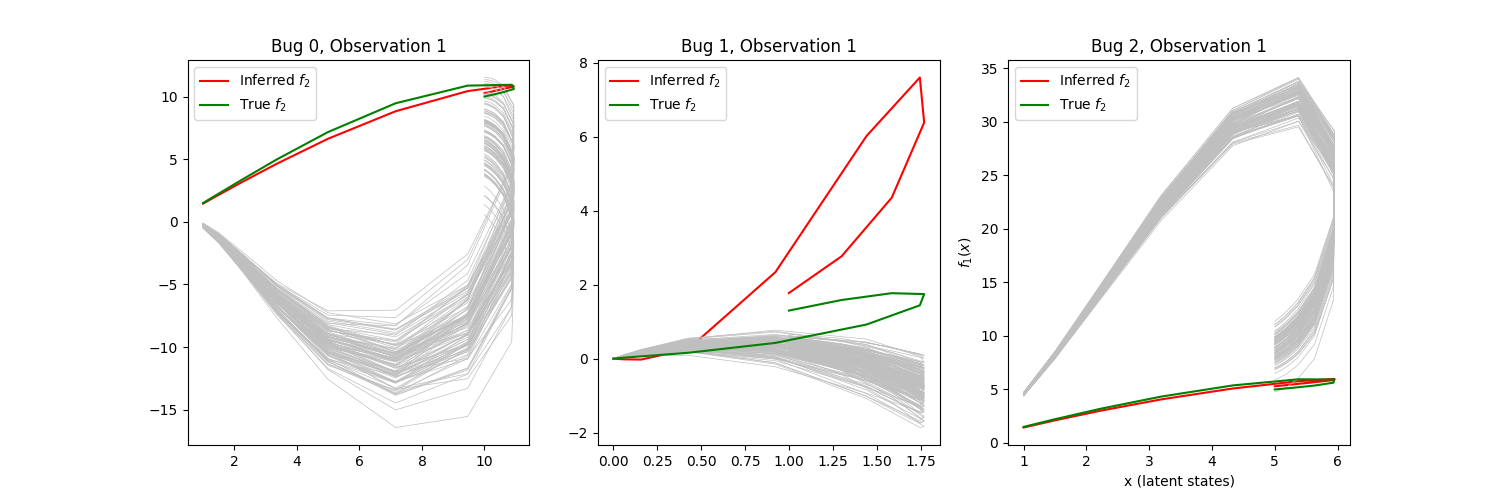 Bug 0, Observation 1
Inferred f₂
True f₂
10
5
0
−5
−10
−15
2 4 6 8 10
Bug 1, Observation 1
Inferred f₂
True f₂
8
6
4
2
0
−2
0.00 0.25 0.50 0.75 1.00 1.25 1.50 1.75
Bug 2, Observation 1
Inferred f₂
True f₂
f₁(x)
35
30
25
20
15
10
5
0
1 2 3 4 5 6
x (latent states)